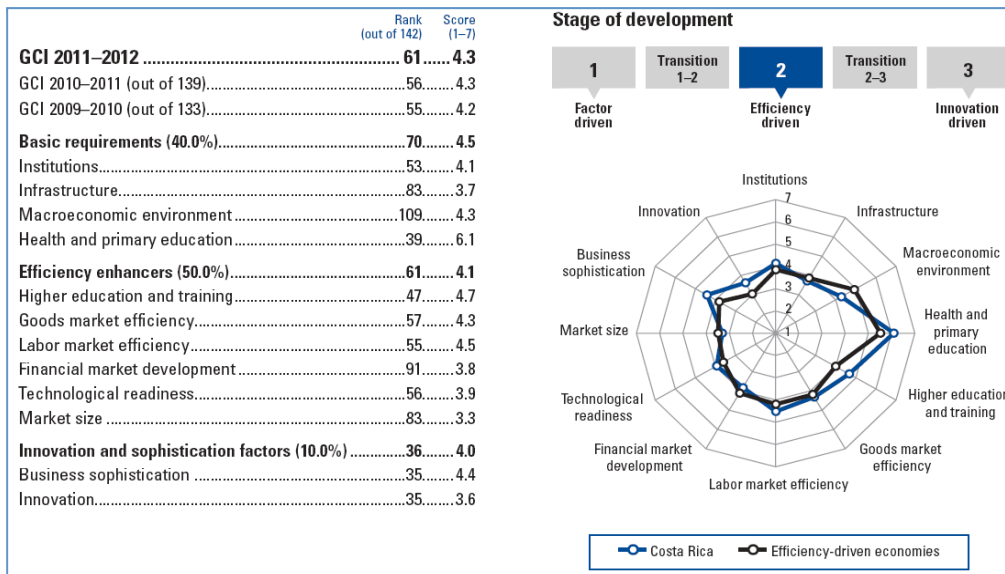 Rank Score
(out of 142) (1–7)
GCI 2011–2012 ............ 61 ...... 4.3
GCI 2010–2011 (out of 139) ............ 56 ...... 4.3
GCI 2009–2010 (out of 133) ............ 55 ...... 4.2
Basic requirements (40.0%) ............ 70 ...... 4.5
Institutions ............ 53 ...... 4.1
Infrastructure ............ 83 ...... 3.7
Macroeconomic environment ............ 109 ...... 4.3
Health and primary education ............ 39 ...... 6.1
Efficiency enhancers (50.0%) ............ 61 ...... 4.1
Higher education and training ............ 47 ...... 4.7
Goods market efficiency ............ 57 ...... 4.3
Labor market efficiency ............ 55 ...... 4.5
Financial market development ............ 91 ...... 3.8
Technological readiness ............ 56 ...... 3.9
Market size ............ 83 ...... 3.3
Innovation and sophistication factors (10.0%) ............ 36 ...... 4.0
Business sophistication ............ 35 ...... 4.4
Innovation ............ 35 ...... 3.6
Stage of development
1
Transition
1–2
2
Transition
2–3
3
Factor
driven
Efficiency
driven
Innovation
driven
Institutions
Infrastructure
Macroeconomic
environment
Health and
primary
education
Higher education
and training
Goods market
efficiency
Labor market efficiency
Financial market
development
Technological
readiness
Market size
Business
sophistication
Innovation
7
6
5
4
3
2
1
Costa Rica
Efficiency-driven economies